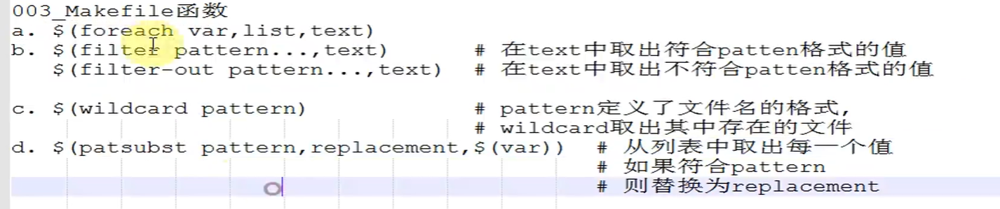 003_Makefile函数
a. $(foreach var,list,text)
b. $(filter pattern...,text) # 在text中取出符合patten格式的值
$(filter-out pattern...,text) # 在text中取出不符合patten格式的值
c. $(wildcard pattern) # pattern定义了文件名的格式,
# wildcard取出其中存在的文件
d. $(patsubst pattern,replacement,$(var)) # 从列表中取出每一个值
# 如果符合pattern
# 则替换为replacement